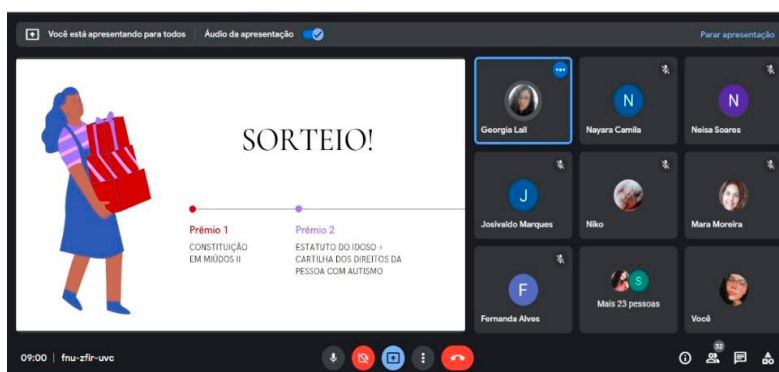 Você está apresentando para todos
Áudio da apresentação
Parar apresentação
SORTEIO!
Prêmio 1
CONSTITUIÇÃO
EM MIÚDOS II
Prêmio 2
ESTATUTO DO IDOSO +
CARTILHA DOS DIREITOS DA
PESSOA COM AUTISMO
Georgia Lall
N
Nayara Camila
N
Neisa Soares
J
Josivaldo Marques
Niko
Mara Moreira
F
Fernanda Alves
S
Mais 23 pessoas
Você
09:00 | fnu-zfir-uvc
32